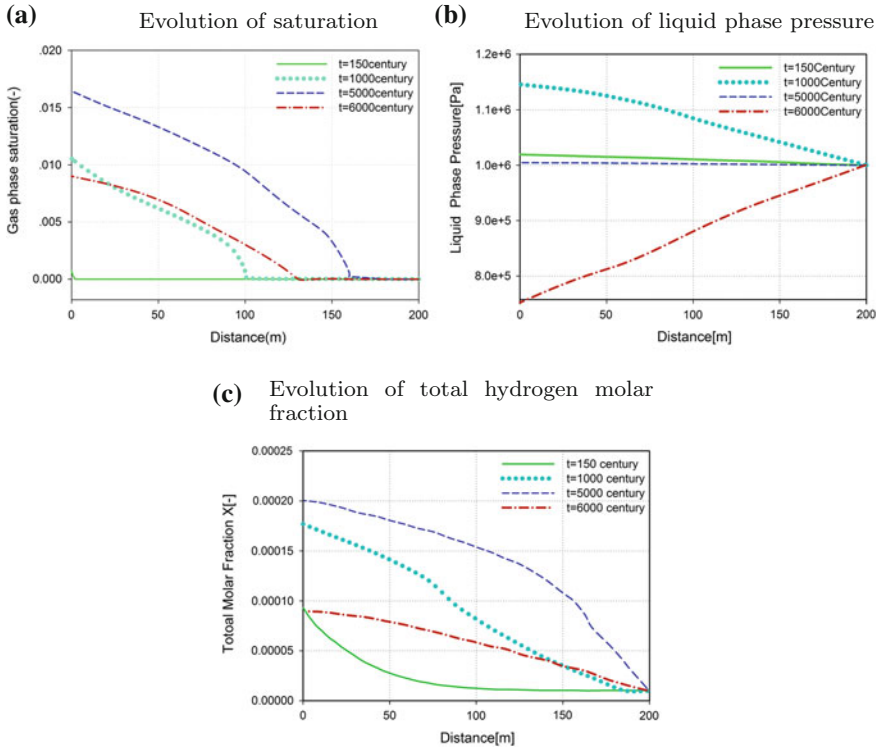 (a) Evolution of saturation
Gas phase saturation(-)
.020
0.015
0.010
0.005
0.000
t=150century
t=1000century
t=5000century
t=6000century
0 50 100 150 200
Distance(m)
(b) Evolution of liquid phase pressure
Liquid Phase Pressure[Pa]
1.2e+6
1.1e+6
1.0e+6
9.0e+5
8.0e+5
t=150Century
t=1000Century
t=5000Century
t=6000Century
0 50 100 150 200
Distance[m]
(c) Evolution of total hydrogen molar
fraction
Totoal Molar Fraction X[-]
0.00025
0.00020
0.00015
0.00010
0.00005
0.00000
t=150 century
t=1000 century
t=5000 century
t=6000 century
0 50 100 150 200
Distance[m]